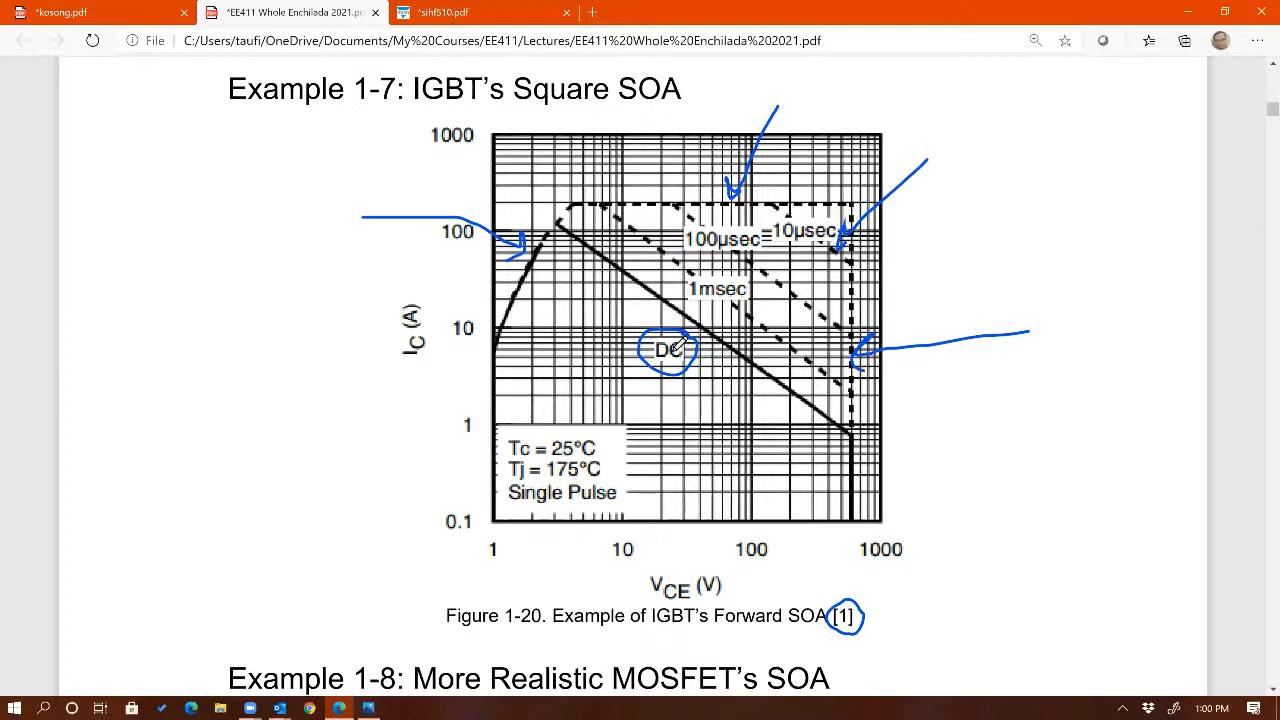 *kosong.pdf
*EE411 Whole Enchilada 2021.p
*sihf510.pdf
File
C:/Users/taufi/OneDrive/Documents/My%20Courses/EE411/Lectures/EE411%20Whole%20Enchilada%202021.pdf
Example 1-7: IGBT's Square SOA
1000
100
10
1
0.1
IC (A)
10µsec
100µsec
1msec
DC
Tc = 25°C
Tj = 175°C
Single Pulse
1 10 100 1000
VCE (V)
Figure 1-20. Example of IGBT's Forward SOA [1]
Example 1-8: More Realistic MOSFET's SOA
1:00 PM